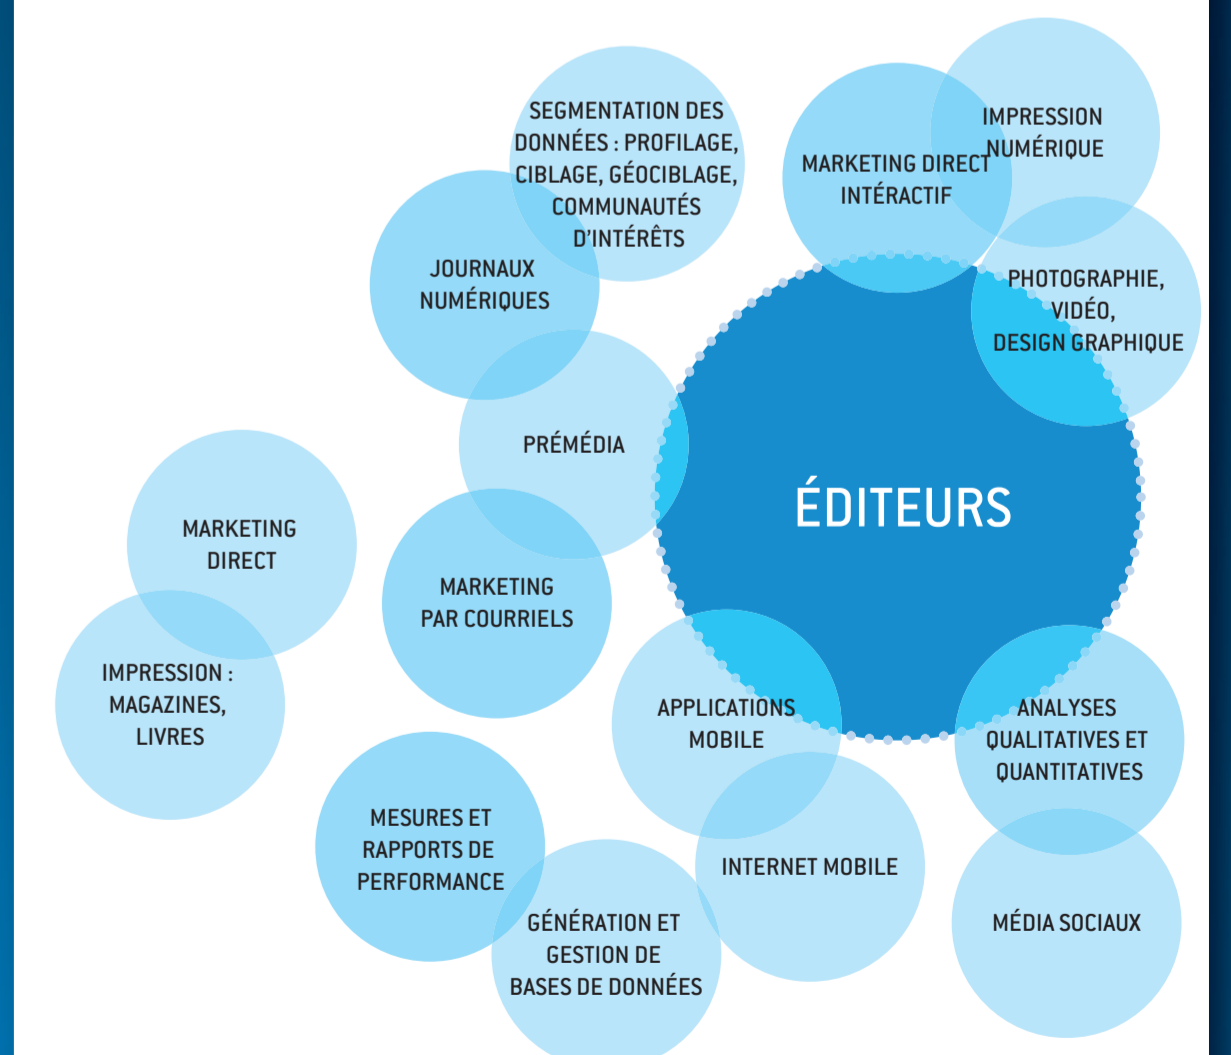 SEGMENTATION DES
DONNÉES : PROFILAGE,
CIBLAGE, GÉOCIBLAGE,
COMMUNAUTÉS
D'INTÉRÊTS
MARKETING DIRECT
INTÉRACTIF
IMPRESSION
NUMÉRIQUE
JOURNAUX
NUMÉRIQUES
PHOTOGRAPHIE,
VIDÉO,
DESIGN GRAPHIQUE
PRÉMÉDIA
ÉDITEURS
MARKETING
DIRECT
MARKETING
PAR COURRIELS
IMPRESSION :
MAGAZINES,
LIVRES
APPLICATIONS
MOBILE
ANALYSES
QUALITATIVES ET
QUANTITATIVES
MESURES ET
RAPPORTS DE
PERFORMANCE
INTERNET MOBILE
GÉNÉRATION ET
GESTION DE
BASES DE DONNÉES
MÉDIA SOCIAUX